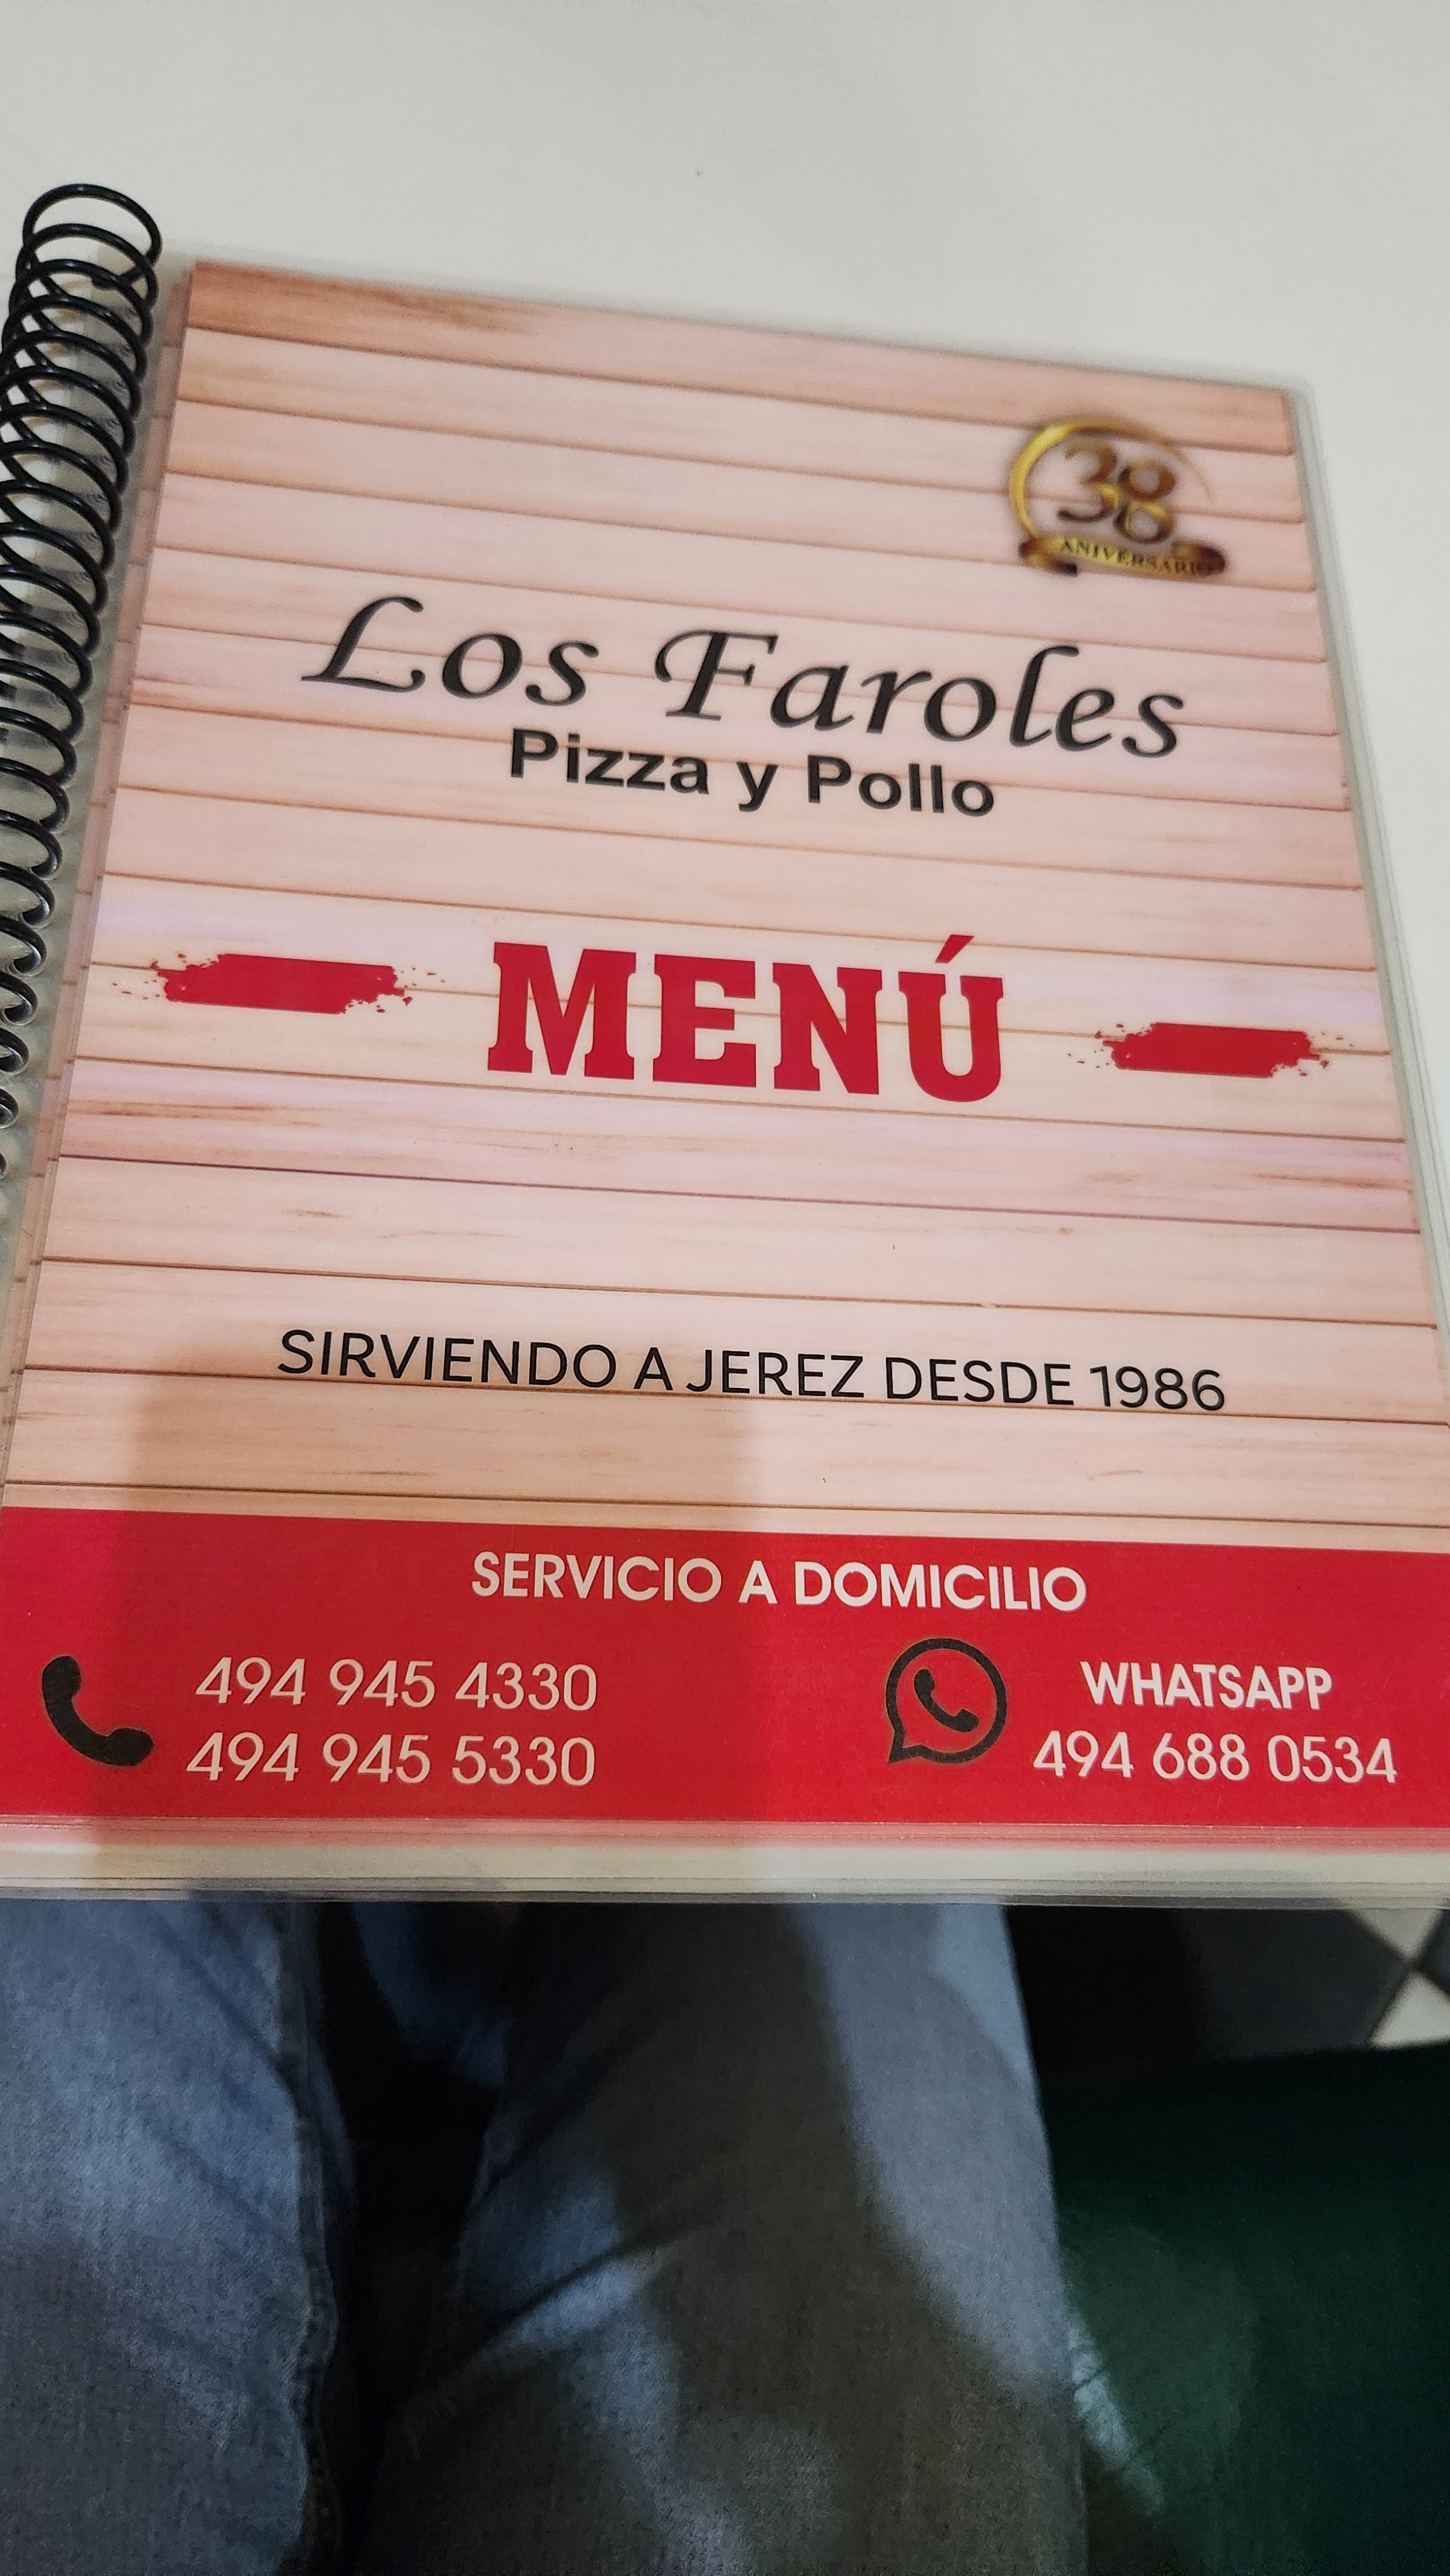 38
ANIVERSARIO
Los Faroles
Pizza y Pollo
MENÚ
SIRVIENDO A JEREZ DESDE 1986
SERVICIO A DOMICILIO
494 945 4330
494 945 5330
WHATSAPP
494 688 0534